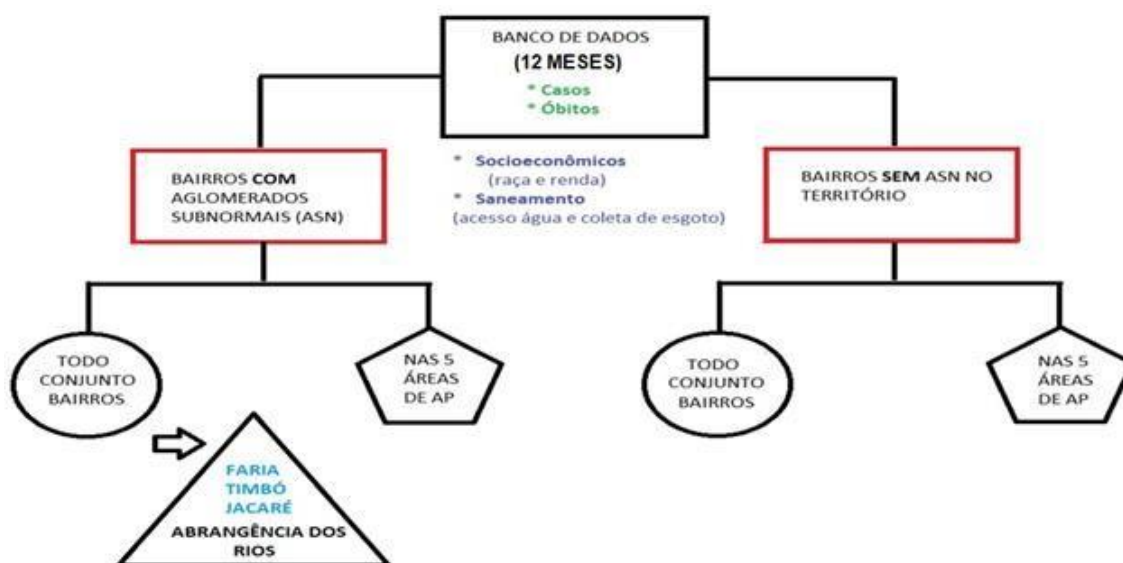 BANCO DE DADOS
(12 MESES)
* Casos
* Óbitos
BAIRROS COM
AGLOMERADOS
SUBNORMAIS (ASN)
* Socioeconômicos
(raça e renda)
* Saneamento
(acesso água e coleta de esgoto)
BAIRROS SEM ASN NO
TERRITÓRIO
TODO
CONJUNTO
BAIRROS
NAS 5
ÁREAS
DE AP
TODO
CONJUNTO
BAIRROS
NAS 5
ÁREAS
DE AP
FARIA
TIMBÓ
JACARÉ
ABRANGÊNCIA DOS
RIOS